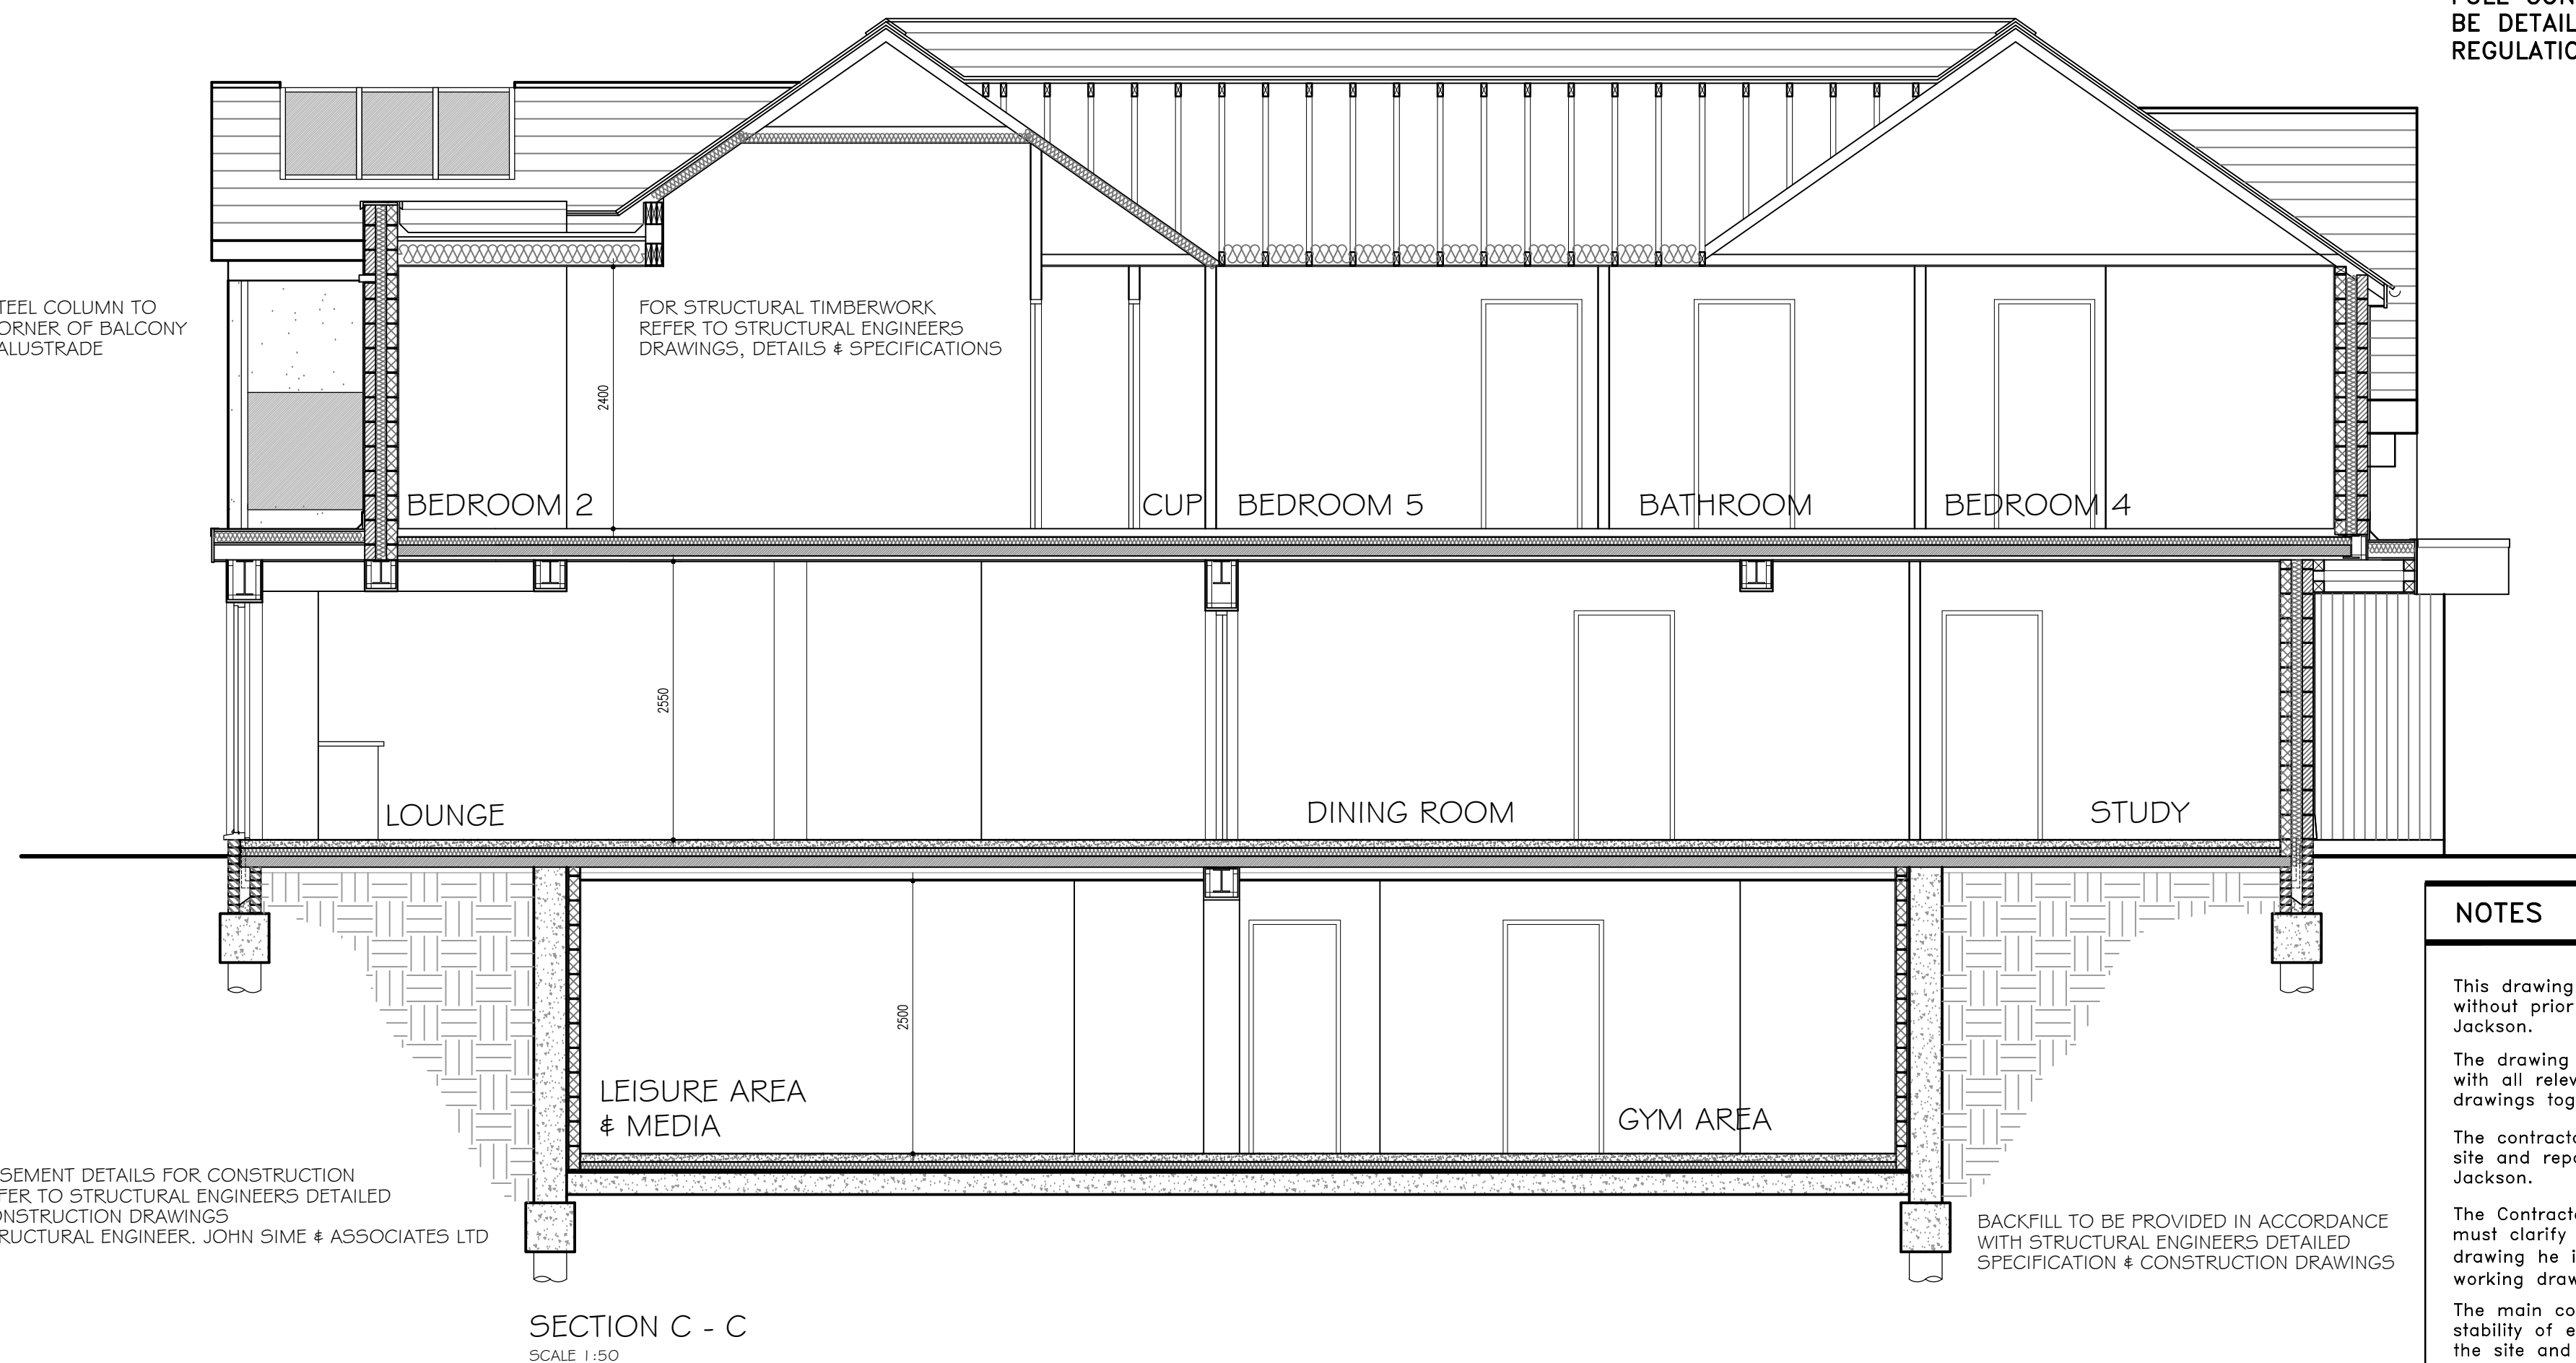 BE DETAIL
TEEL COLUMN TO
ORNER OF BALCONY
ALUSTRADE
FOR STRUCTURAL TIMBERWORK
REFER TO STRUCTURAL ENGINEERS
DRAWINGS, DETAILS & SPECIFICATIONS
2400
BEDROOM 2
CUP
BEDROOM 5
BATHROOM
BEDROOM 4
2550
LOUNGE
DINING ROOM
STUDY
2500
LEISURE AREA
& MEDIA
GYM AREA
SEMENT DETAILS FOR CONSTRUCTION
FER TO STRUCTURAL ENGINEERS DETAILED
ONSTRUCTION DRAWINGS
RUCTURAL ENGINEER. JOHN SIME & ASSOCIATES LTD
BACKFILL TO BE PROVIDED IN ACCORDANCE
WITH STRUCTURAL ENGINEERS DETAILED
SPECIFICATION & CONSTRUCTION DRAWINGS
SECTION C - C
SCALE 1:50
REGULATIO
NOTES
This drawing
without prior
Jackson.
The drawing
with all relev
drawings tog
The contracto
site and repo
Jackson.
The Contracto
must clarify
drawing he i
working draw
The main co
stability of e
the site and